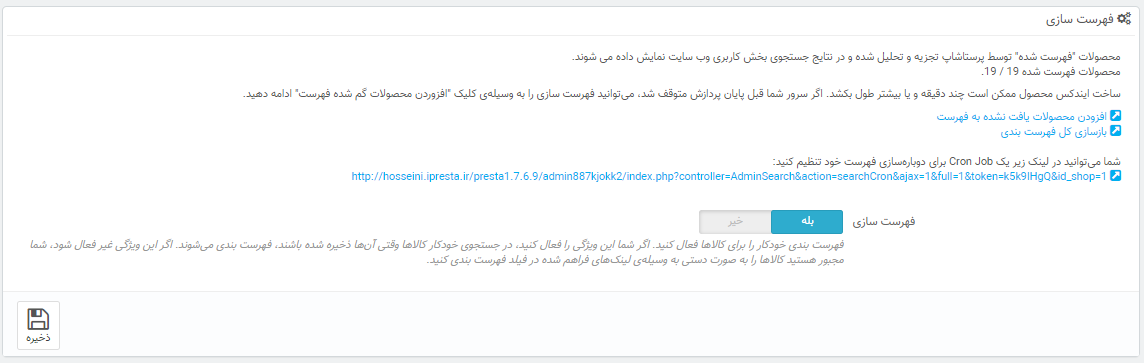 فهرست سازی
محصولات "فهرست شده" توسط پرستاشاپ تجزیه و تحلیل شده و در نتایج جستجوی بخش کاربری وب سایت نمایش داده می شوند.
محصولات فهرست شده 19 / 19.
ساخت ایندکس محصول ممکن است چند دقیقه و یا بیشتر طول بکشد. اگر سرور شما قبل پایان پردازش متوقف شد، می‌توانید فهرست سازی را به وسیله‌ی کلیک "افزوردن محصولات گم شده فهرست" ادامه دهید.
افزودن محصولات یافت نشده به فهرست
بازسازی کل فهرست بندی
شما می‌توانید در لینک زیر یک Cron Job برای دوباره‌سازی فهرست خود تنظیم کنید:
http://hosseini.ipresta.ir/presta1.7.6.9/admin887kjokk2/index.php?controller=AdminSearch&action=searchCron&ajax=1&full=1&token=k5k9IHgQ&id_shop=1
فهرست سازی
بله
خیر
فهرست بندی خودکار را برای کالاها فعال کنید. اگر شما این ویژگی را فعال کنید، در جستجوی خودکار کالاها وقتی آن‌ها ذخیره شده باشند، فهرست بندی می‌شوند. اگر این ویژگی غیر فعال شود، شما
مجبور هستید کالاها را به صورت دستی به وسیله‌ی لینک‌های فراهم شده در فیلد فهرست بندی کنید.
ذخیره